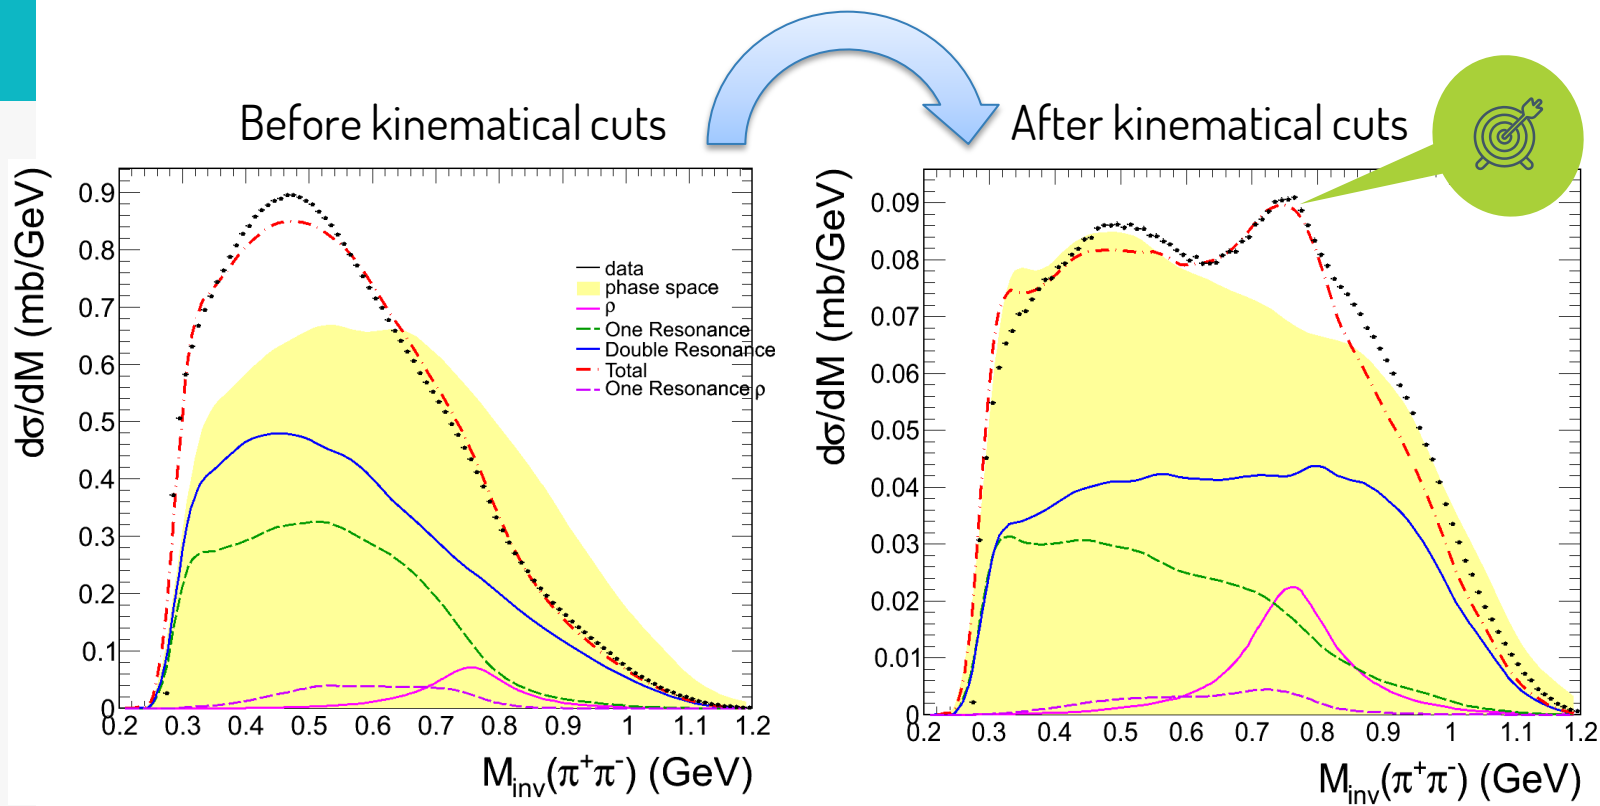 Before kinematical cuts
After kinematical cuts
dσ/dM (mb/GeV)
0.9
0.8
0.7
0.6
0.5
0.4
0.3
0.2
0.1
0
0.2 0.3 0.4 0.5 0.6 0.7 0.8 0.9 1 1.1 1.2
M_inv(π⁺π⁻) (GeV)
data
phase space
ρ
One Resonance
Double Resonance
Total
One Resonance ρ
dσ/dM (mb/GeV)
0.09
0.08
0.07
0.06
0.05
0.04
0.03
0.02
0.01
0
0.2 0.3 0.4 0.5 0.6 0.7 0.8 0.9 1 1.1 1.2
M_inv(π⁺π⁻) (GeV)